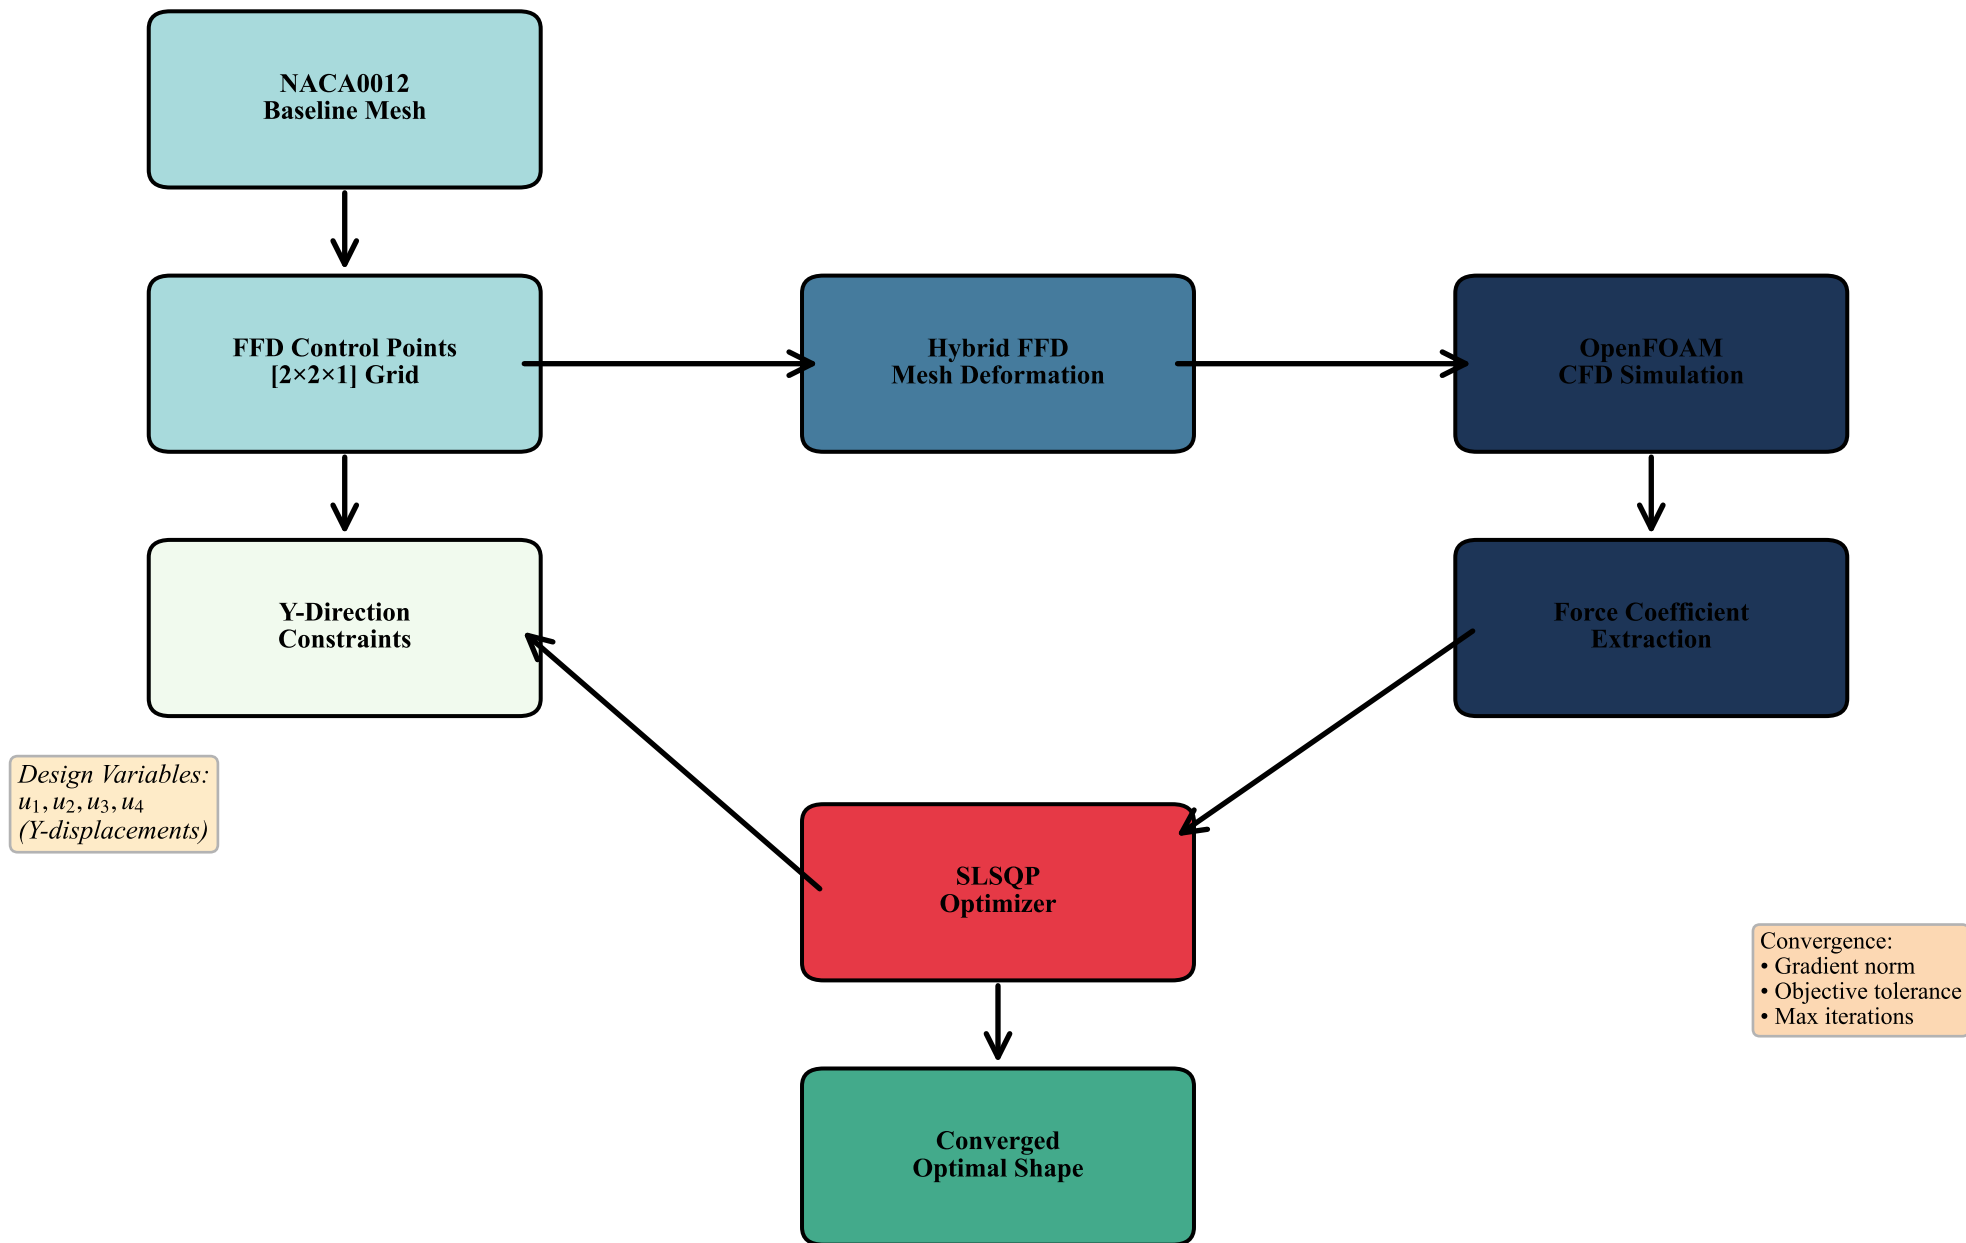 NACA0012
Baseline Mesh
FFD Control Points
[2×2×1] Grid
Hybrid FFD
Mesh Deformation
OpenFOAM
CFD Simulation
Y-Direction
Constraints
Force Coefficient
Extraction
Design Variables:
u₁, u₂, u₃, u₄
(Y-displacements)
SLSQP
Optimizer
Convergence:
• Gradient norm
• Objective tolerance
• Max iterations
Converged
Optimal Shape